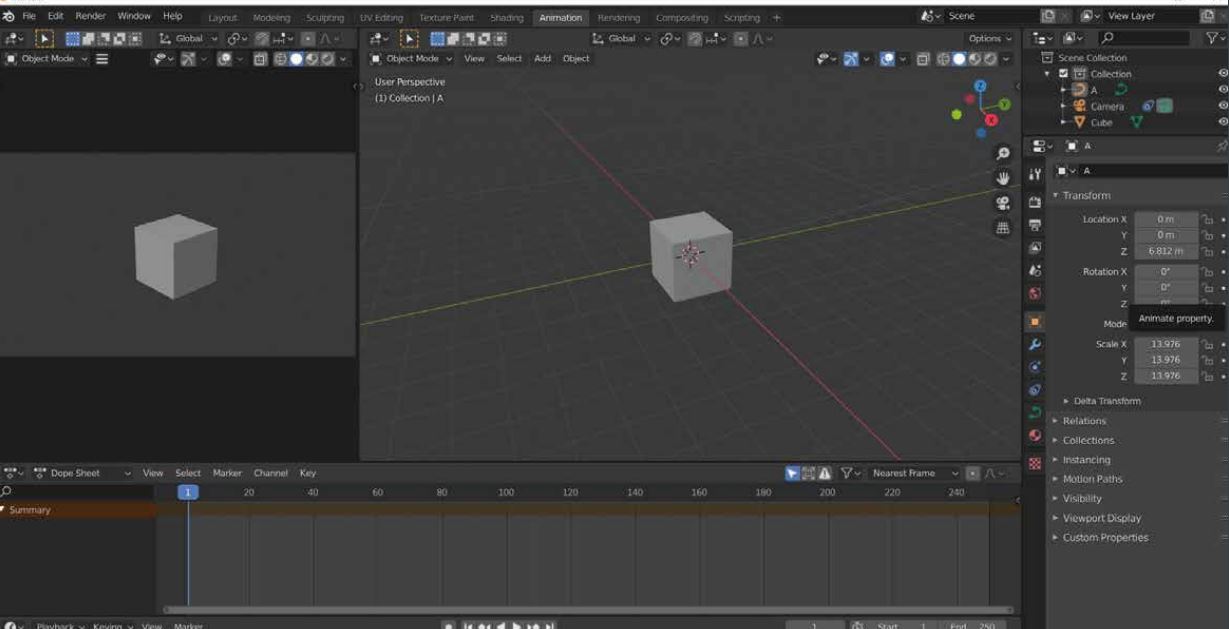 File Edit Render Window Help Layout Modeling Sculpting UV Editing Texture Paint Shading Animation Rendering Compositing Scripting + Scene View Layer
Global Global Options
Object Mode Object Mode View Select Add Object
User Perspective
(1) Collection | A
Z
Y
X
Scene Collection
Collection
A
Camera
Cube
A
A
Transform
Location X 0 m
Y 0 m
Z 6.812 m
Rotation X 0°
Y 0°
Z 0°
Animate property.
Mode
Scale X 13.976
Y 13.976
Z 13.976
Delta Transform
Relations
Collections
Instancing
Motion Paths
Visibility
Viewport Display
Custom Properties
Dope Sheet View Select Marker Channel Key Nearest Frame
1 20 40 60 80 100 120 140 160 180 200 220 240
Summary
Playback Keying View Marker 1 Start 1 End 250